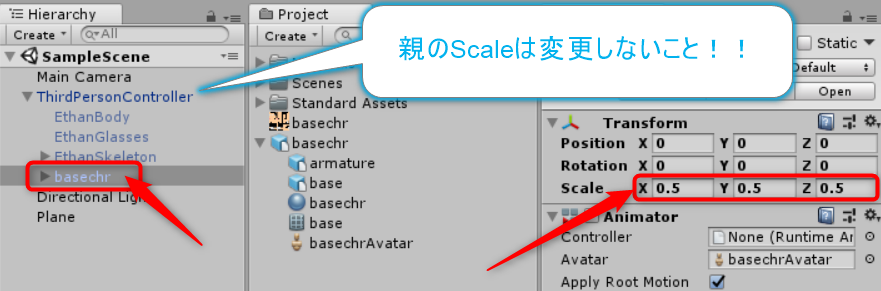 Hierarchy
Create
All
SampleScene
Main Camera
ThirdPersonController
EthanBody
EthanGlasses
EthanSkeleton
basechr
Directional Lig
Plane
Project
Create
Scenes
Standard Assets
basechr
basechr
armature
base
basechr
base
basechrAvatar
親のScaleは変更しないこと！！
Static
Default
Open
Transform
Position X 0 Y 0 Z 0
Rotation X 0 Y 0 Z 0
Scale X 0.5 Y 0.5 Z 0.5
Animator
Controller None (Runtime Ar
Avatar basechrAvatar
Apply Root Motion